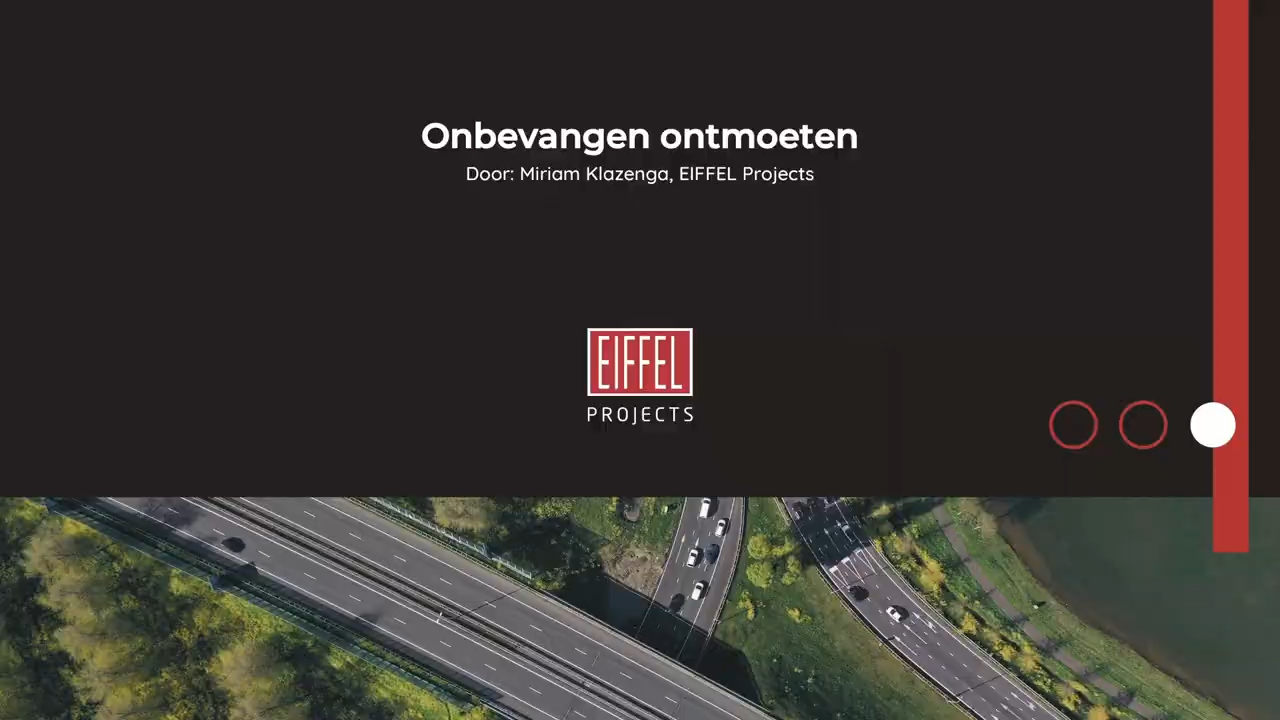 Onbevangen ontmoeten
Door: Miriam Klazenga, EIFFEL Projects
EIFFEL
PROJECTS